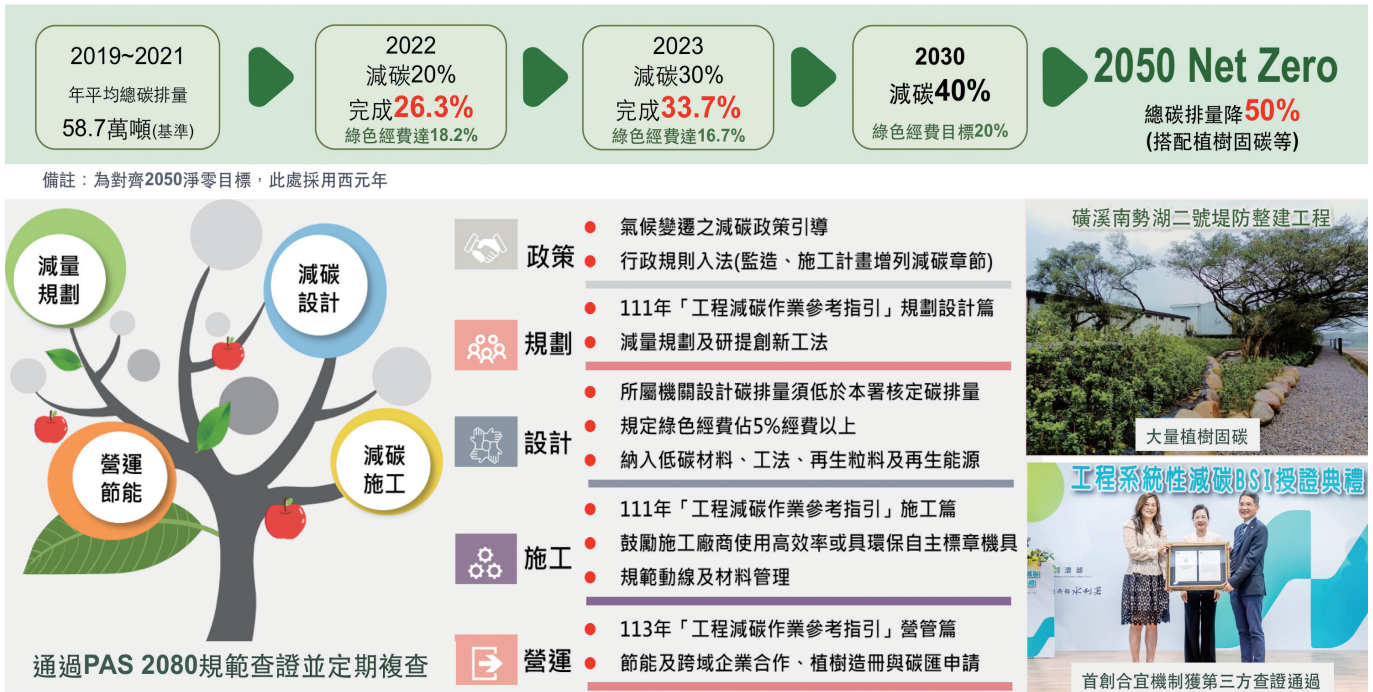 2019~2021
年平均總碳排量
58.7萬噸(基準)
2022
減碳20%
完成26.3%
綠色經費達18.2%
2023
減碳30%
完成33.7%
綠色經費達16.7%
2030
減碳40%
綠色經費目標20%
2050 Net Zero
總碳排量降50%
(搭配植樹固碳等)
備註：為對齊2050淨零目標，此處採用西元年
減量
規劃
減碳
設計
營運
節能
減碳
施工
通過PAS 2080規範查證並定期複查
政策
氣候變遷之減碳政策引導
行政規則入法(監造、施工計畫增列減碳章節)
規劃
111年「工程減碳作業參考指引」規劃設計篇
減量規劃及研提創新工法
設計
所屬機關設計碳排量須低於本署核定碳排量
規定綠色經費佔5%經費以上
納入低碳材料、工法、再生粒料及再生能源
施工
111年「工程減碳作業參考指引」施工篇
鼓勵施工廠商使用高效率或具環保自主標章機具
規範動線及材料管理
營運
113年「工程減碳作業參考指引」營管篇
節能及跨域企業合作、植樹造冊與碳匯申請
磺溪南勢湖二號堤防整建工程
大量植樹固碳
工程系統性減碳BSI授證典禮
濟部
水利署
首創合宜機制獲第三方查證通過